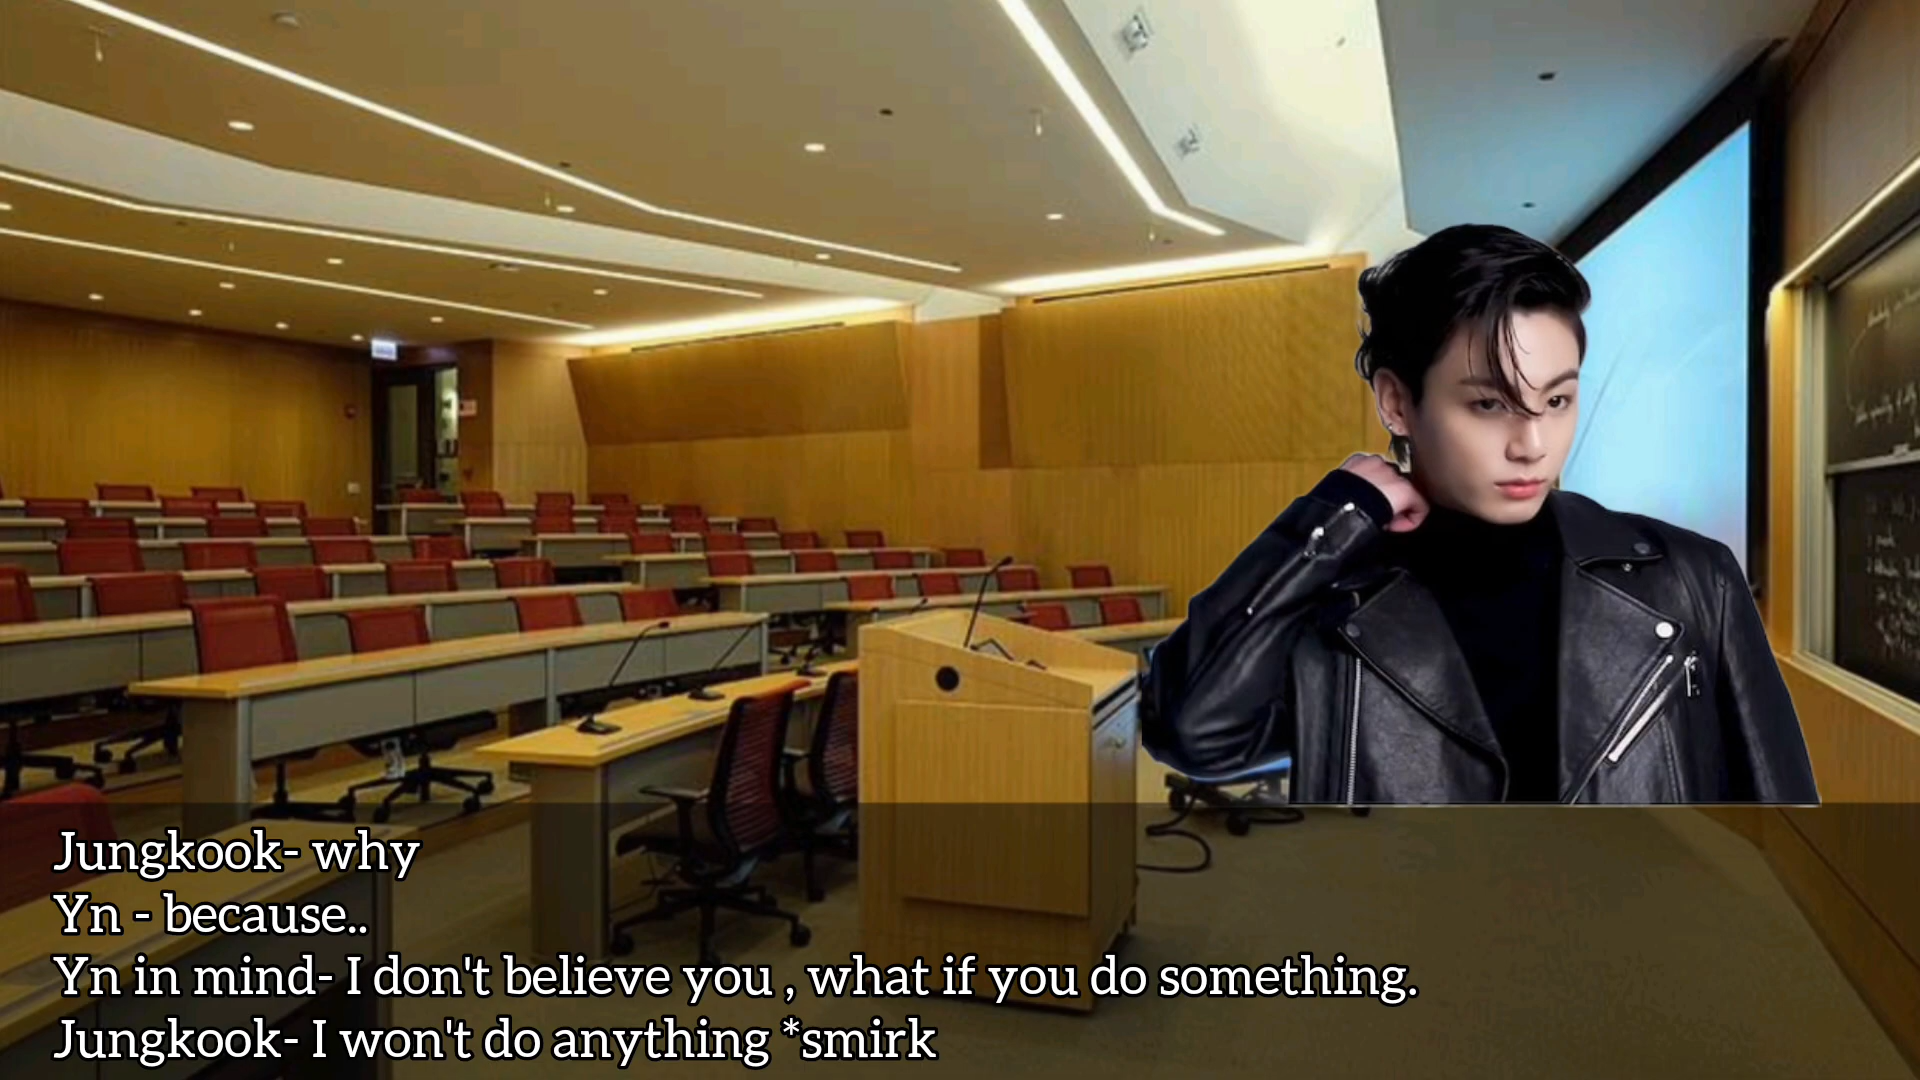 Jungkook- why
Yn - because..
Yn in mind- I don't believe you , what if you do something.
Jungkook- I won't do anything *smirk